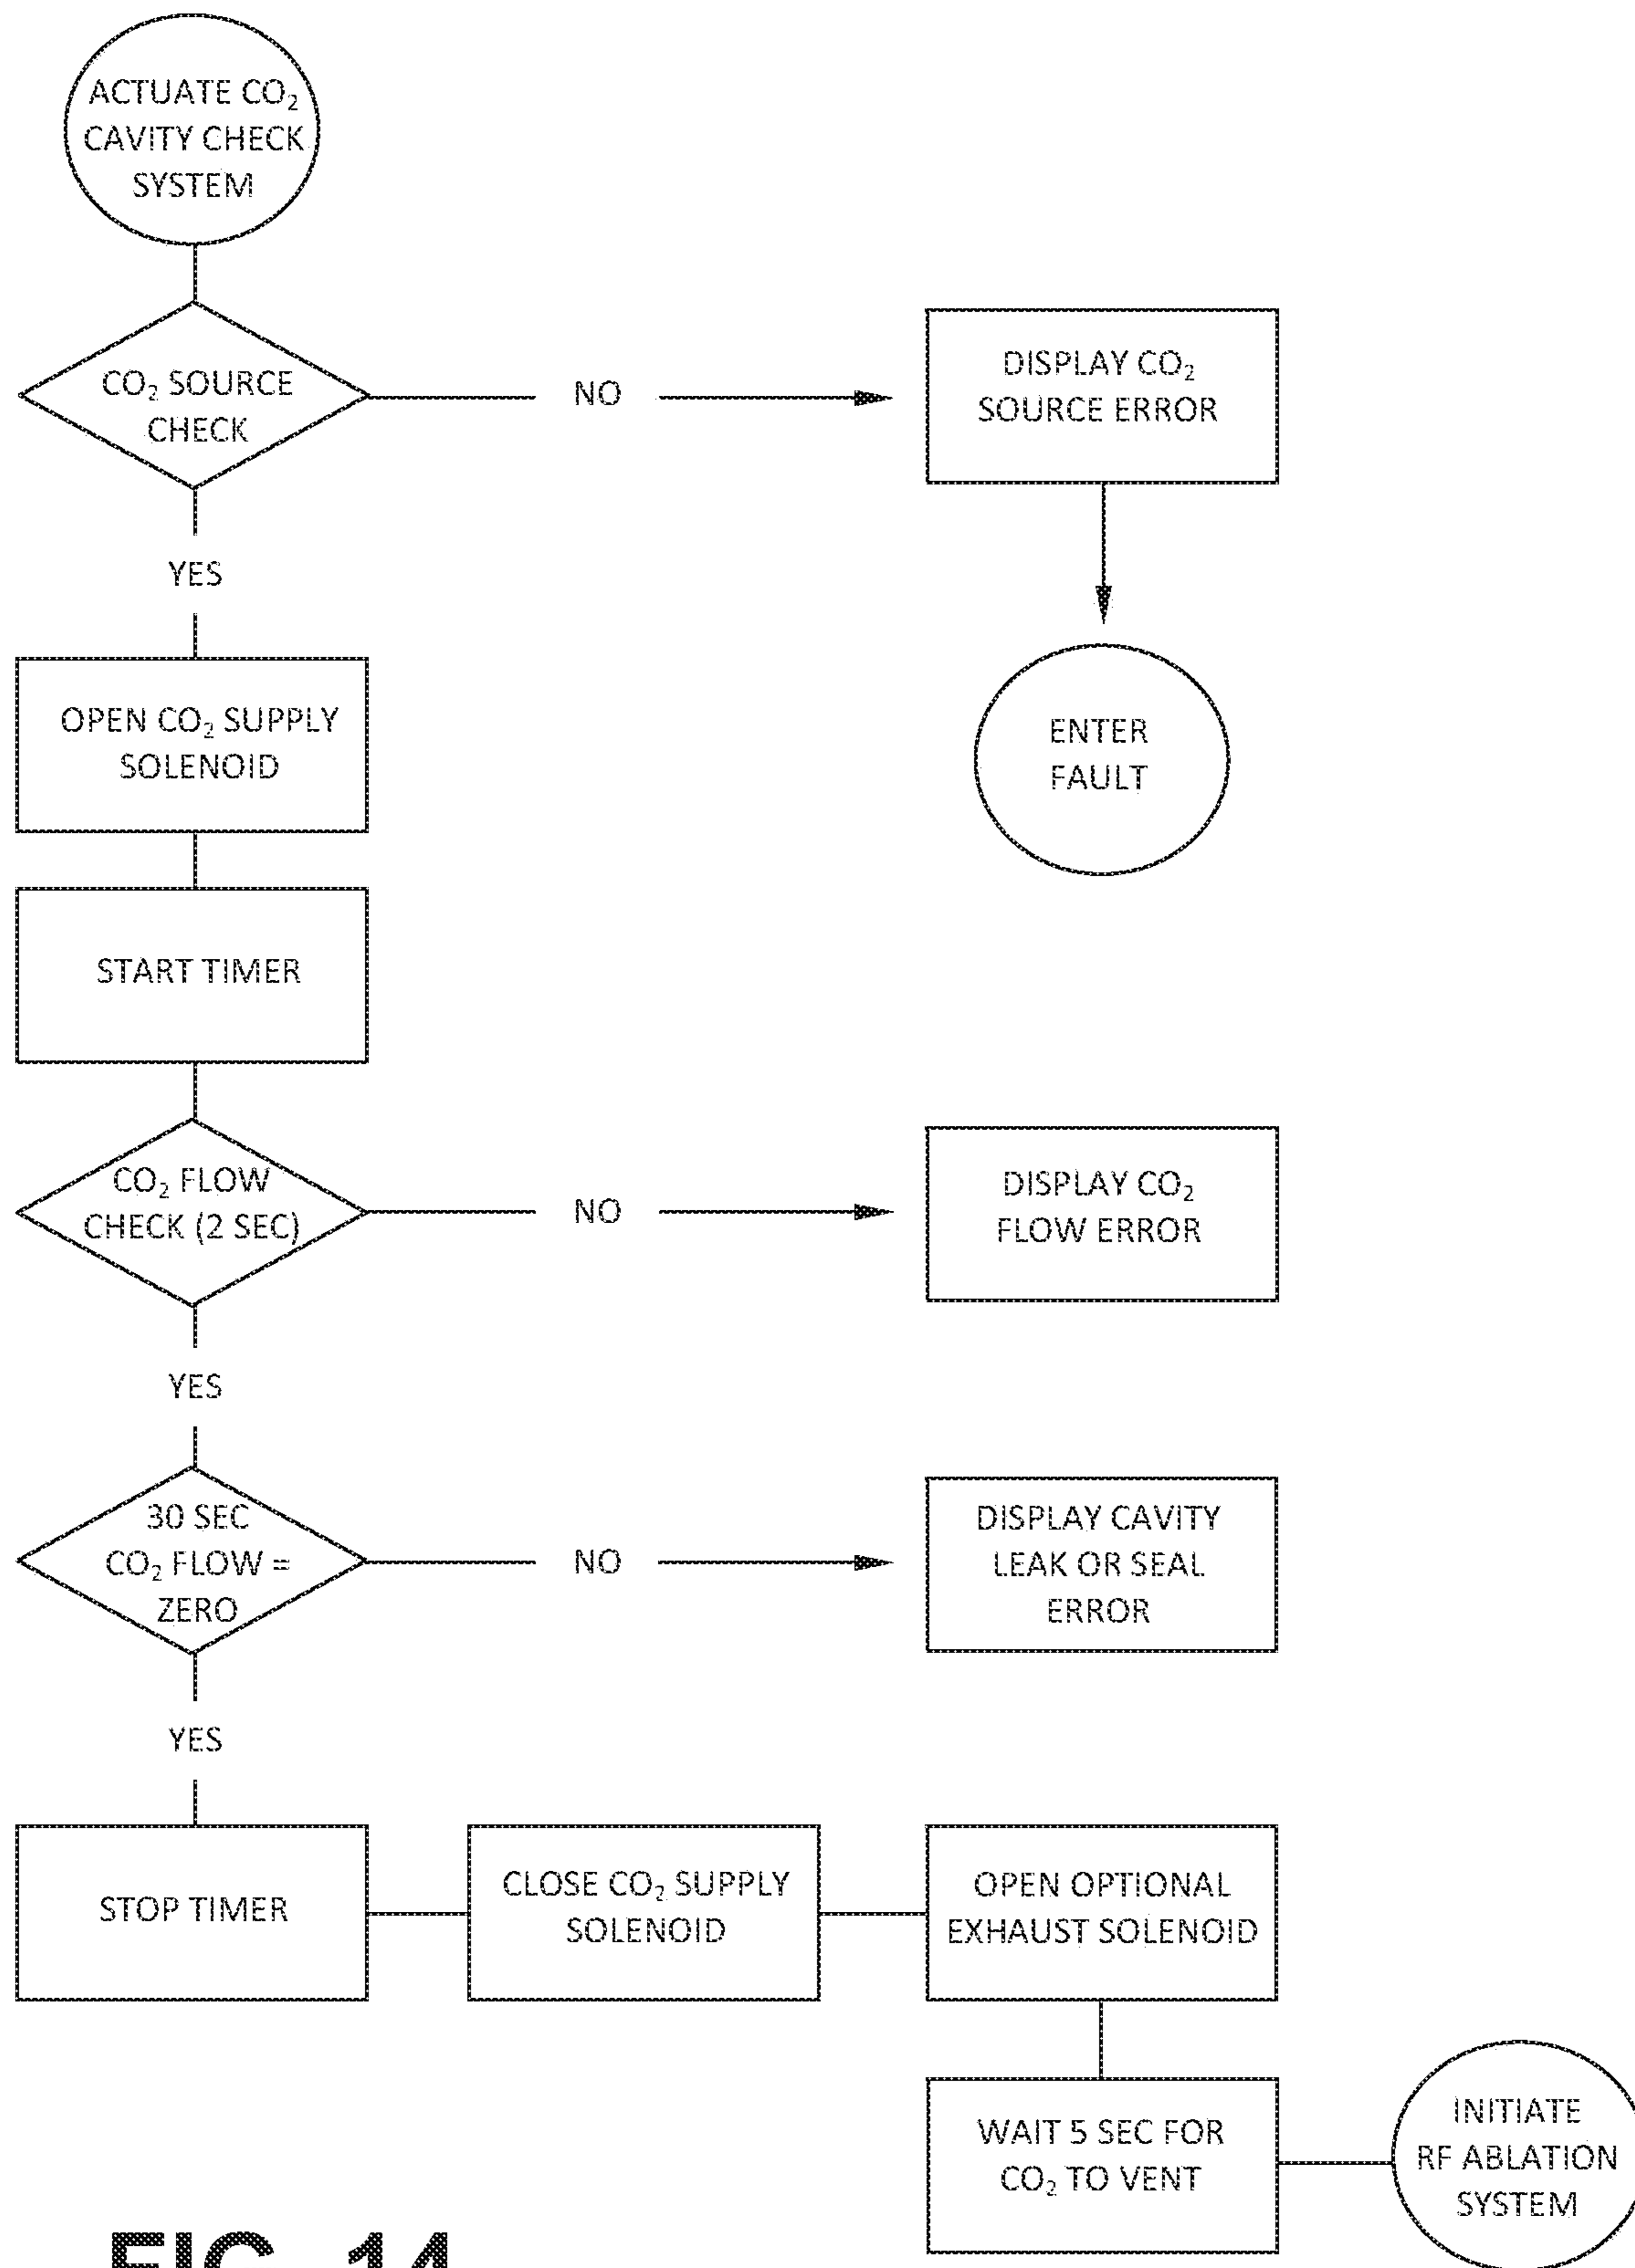 ACTUATE CO₂
CAVITY CHECK
SYSTEM
CO₂ SOURCE
CHECK
NO
DISPLAY CO₂
SOURCE ERROR
YES
ENTER
FAULT
OPEN CO₂ SUPPLY
SOLENOID
START TIMER
CO₂ FLOW
CHECK (2 SEC)
NO
DISPLAY CO₂
FLOW ERROR
YES
30 SEC
CO₂ FLOW =
ZERO
NO
DISPLAY CAVITY
LEAK OR SEAL
ERROR
YES
STOP TIMER
CLOSE CO₂ SUPPLY
SOLENOID
OPEN OPTIONAL
EXHAUST SOLENOID
WAIT 5 SEC FOR
CO₂ TO VENT
INITIATE
RF ABLATION
SYSTEM
FIG. 14